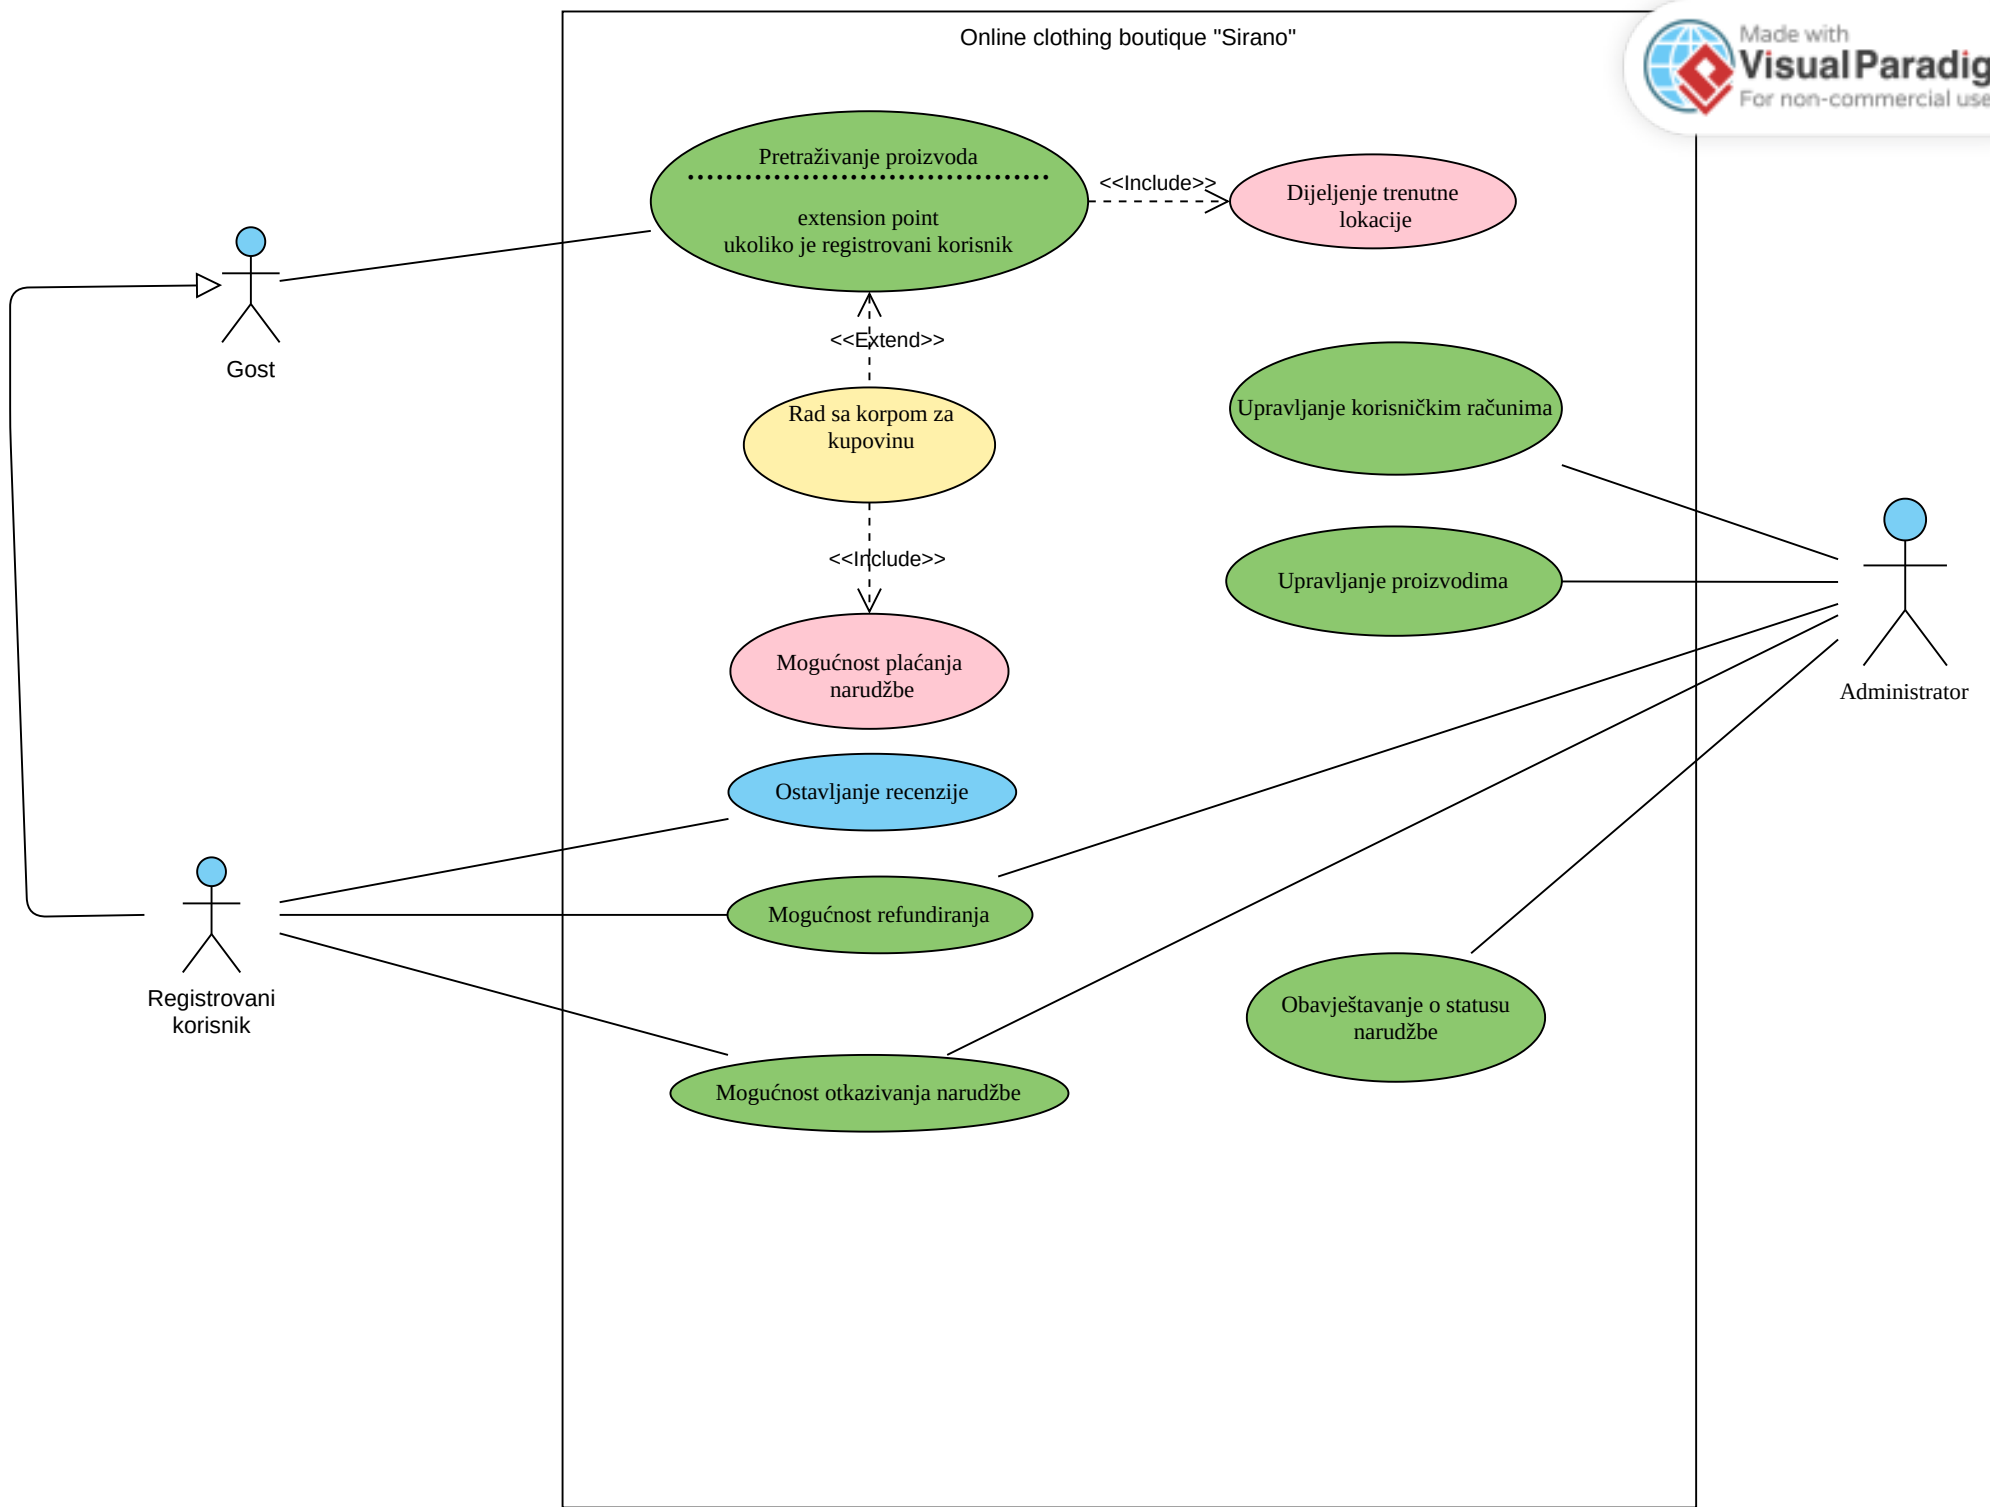 Online clothing boutique "Sirano"
Made with
Visual Paradig
For non-commercial use
Pretraživanje proizvoda
extension point
ukoliko je registrovani korisnik
<<Include>>
Dijeljenje trenutne
lokacije
Gost
<<Extend>>
Rad sa korpom za
kupovinu
Upravljanje korisničkim računima
<<Include>>
Upravljanje proizvodima
Mogućnost plaćanja
narudžbe
Administrator
Ostavljanje recenzije
Mogućnost refundiranja
Registrovani
korisnik
Obavještavanje o statusu
narudžbe
Mogućnost otkazivanja narudžbe